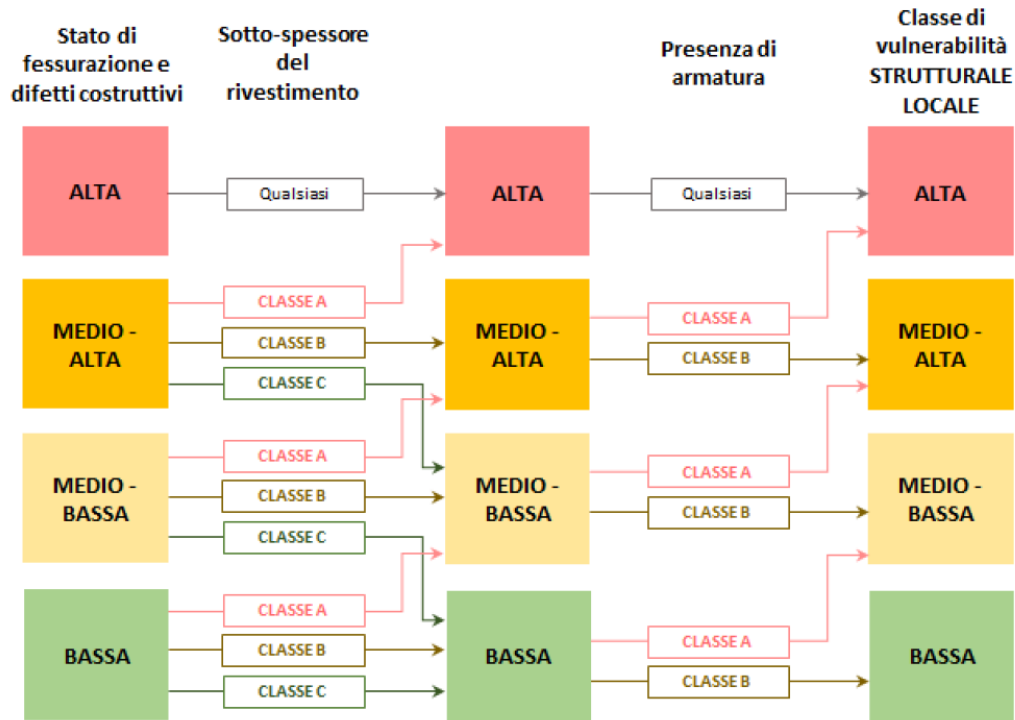 Stato di
fessurazione e
difetti costruttivi
Sotto-spessore
del
rivestimento
Presenza di
armatura
Classe di
vulnerabilità
STRUTTURALE
LOCALE
ALTA
Qualsiasi
ALTA
Qualsiasi
ALTA
MEDIO -
ALTA
CLASSE A
CLASSE B
CLASSE C
MEDIO -
ALTA
CLASSE A
CLASSE B
MEDIO -
ALTA
MEDIO -
BASSA
CLASSE A
CLASSE B
CLASSE C
MEDIO -
BASSA
CLASSE A
CLASSE B
MEDIO -
BASSA
BASSA
CLASSE A
CLASSE B
CLASSE C
BASSA
CLASSE A
CLASSE B
BASSA